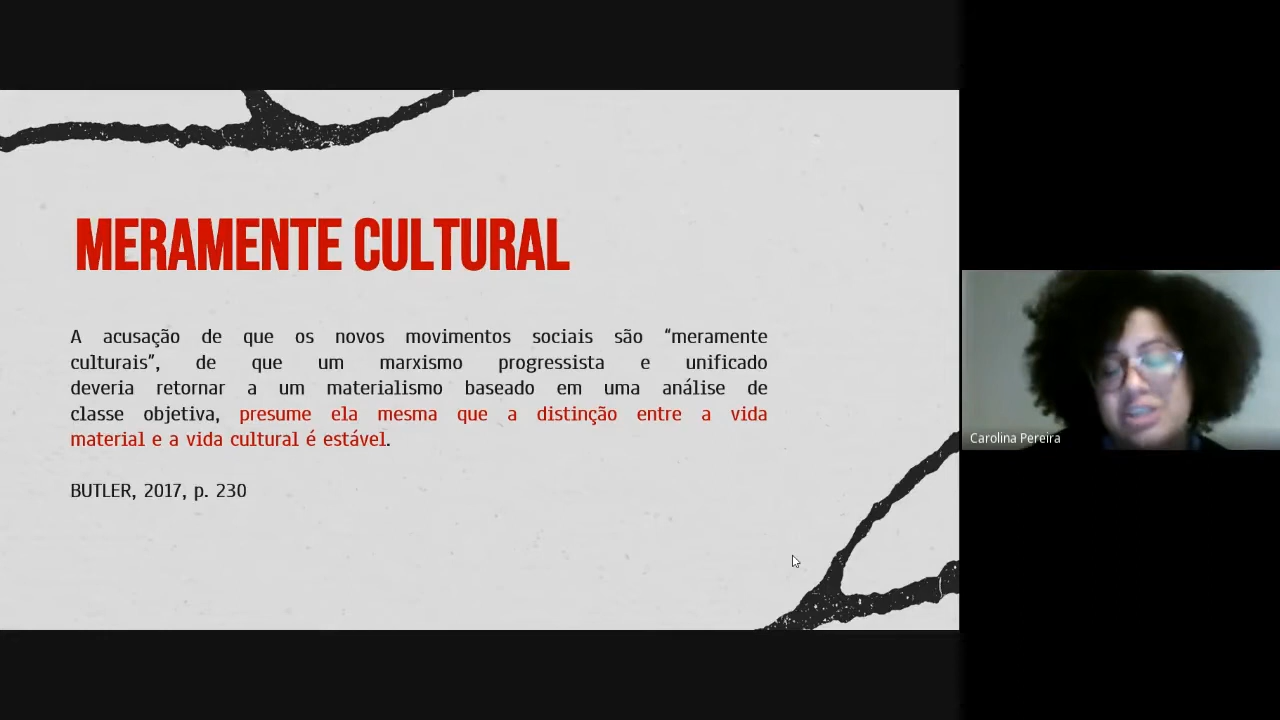 MERAMENTE CULTURAL
A acusação de que os novos movimentos sociais são “meramente
culturais”, de que um marxismo progressista e unificado
deveria retornar a um materialismo baseado em uma análise de
classe objetiva, presume ela mesma que a distinção entre a vida
material e a vida cultural é estável.
BUTLER, 2017, p. 230
Carolina Pereira